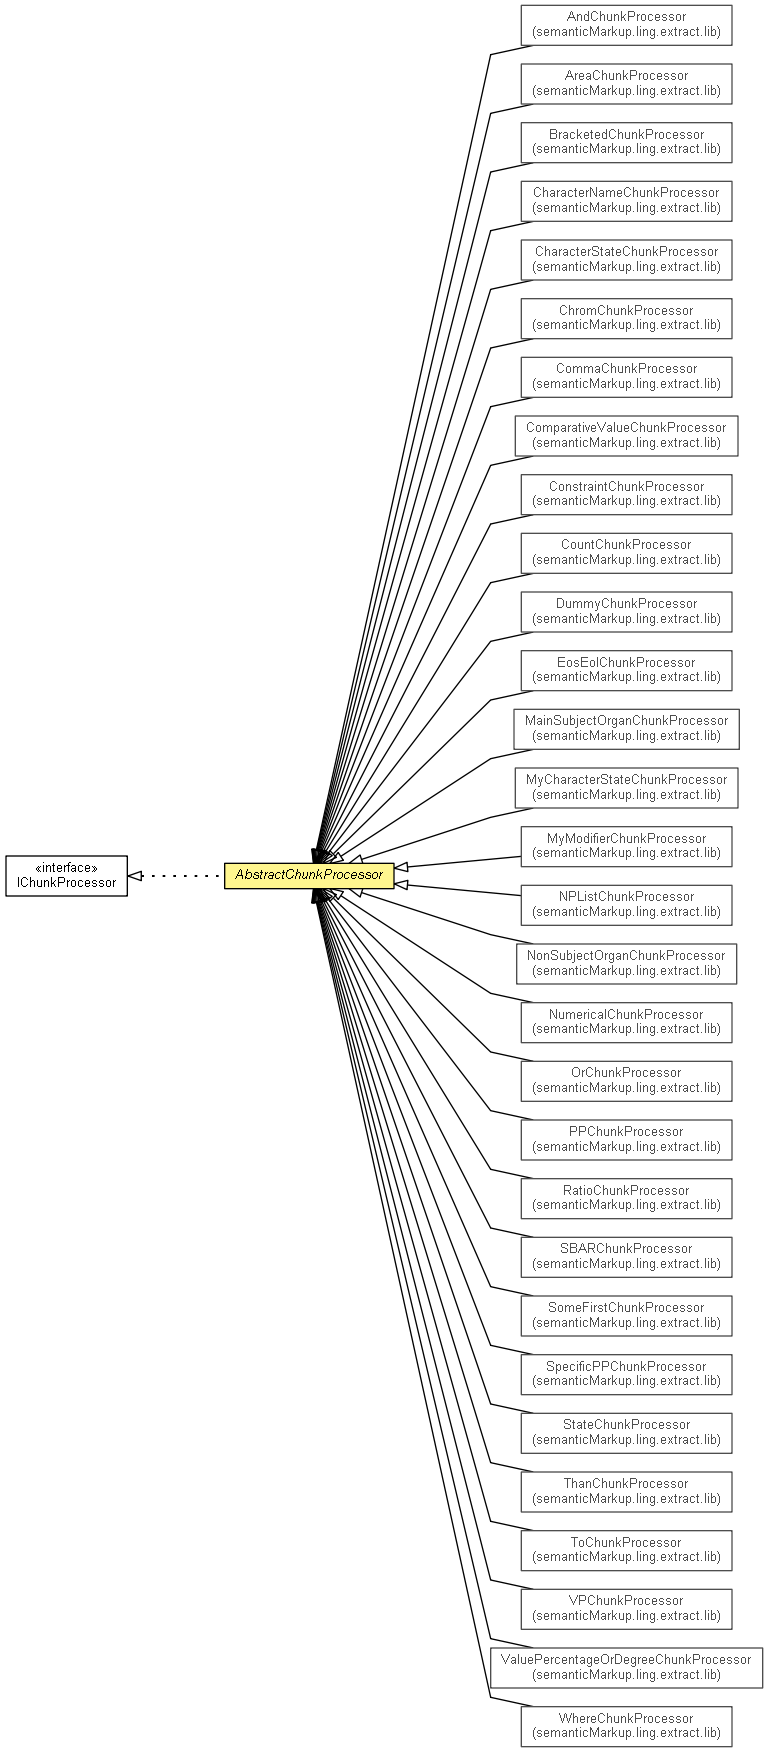 AndChunkProcessor
(semanticMarkup.ling.extract.lib)
AreaChunkProcessor
(semanticMarkup.ling.extract.lib)
BracketedChunkProcessor
(semanticMarkup.ling.extract.lib)
CharacterNameChunkProcessor
(semanticMarkup.ling.extract.lib)
CharacterStateChunkProcessor
(semanticMarkup.ling.extract.lib)
ChromChunkProcessor
(semanticMarkup.ling.extract.lib)
CommaChunkProcessor
(semanticMarkup.ling.extract.lib)
ComparativeValueChunkProcessor
(semanticMarkup.ling.extract.lib)
ConstraintChunkProcessor
(semanticMarkup.ling.extract.lib)
CountChunkProcessor
(semanticMarkup.ling.extract.lib)
DummyChunkProcessor
(semanticMarkup.ling.extract.lib)
EosEolChunkProcessor
(semanticMarkup.ling.extract.lib)
MainSubjectOrganChunkProcessor
(semanticMarkup.ling.extract.lib)
MyCharacterStateChunkProcessor
(semanticMarkup.ling.extract.lib)
MyModifierChunkProcessor
(semanticMarkup.ling.extract.lib)
«interface»
IChunkProcessor
AbstractChunkProcessor
NPListChunkProcessor
(semanticMarkup.ling.extract.lib)
NonSubjectOrganChunkProcessor
(semanticMarkup.ling.extract.lib)
NumericalChunkProcessor
(semanticMarkup.ling.extract.lib)
OrChunkProcessor
(semanticMarkup.ling.extract.lib)
PPChunkProcessor
(semanticMarkup.ling.extract.lib)
RatioChunkProcessor
(semanticMarkup.ling.extract.lib)
SBARChunkProcessor
(semanticMarkup.ling.extract.lib)
SomeFirstChunkProcessor
(semanticMarkup.ling.extract.lib)
SpecificPPChunkProcessor
(semanticMarkup.ling.extract.lib)
StateChunkProcessor
(semanticMarkup.ling.extract.lib)
ThanChunkProcessor
(semanticMarkup.ling.extract.lib)
ToChunkProcessor
(semanticMarkup.ling.extract.lib)
VPChunkProcessor
(semanticMarkup.ling.extract.lib)
ValuePercentageOrDegreeChunkProcessor
(semanticMarkup.ling.extract.lib)
WhereChunkProcessor
(semanticMarkup.ling.extract.lib)